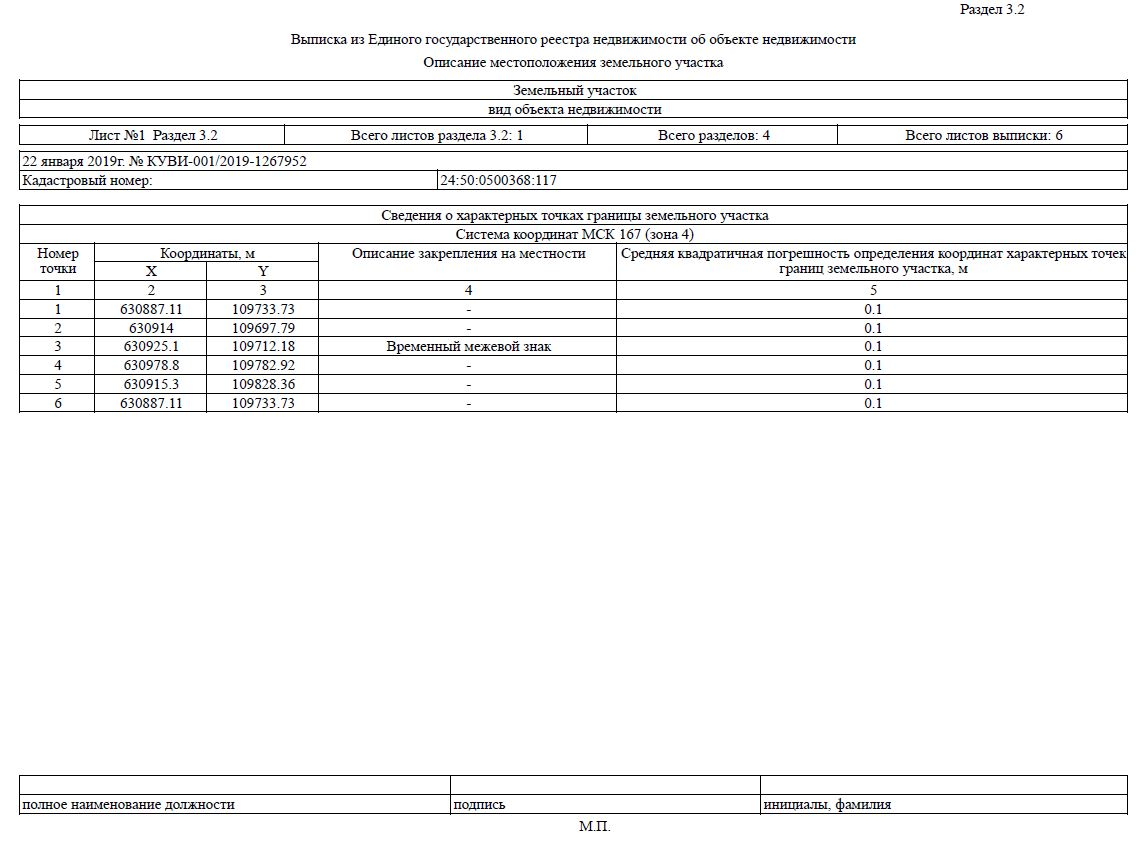 Раздел 3.2
Выписка из Единого государственного реестра недвижимости об объекте недвижимости
Описание местоположения земельного участка
Земельный участок
вид объекта недвижимости
Лист №1 Раздел 3.2 Всего листов раздела 3.2: 1 Всего разделов: 4 Всего листов выписки: 6
22 января 2019г. № КУВИ-001/2019-1267952
Кадастровый номер: 24:50:0500368:117
Сведения о характерных точках границы земельного участка
Система координат МСК 167 (зона 4)
Номер точки Координаты, м Описание закрепления на местности Средняя квадратичная погрешность определения координат характерных точек границ земельного участка, м
X Y
1 2 3 4 5
1 630887.11 109733.73 - 0.1
2 630914 109697.79 - 0.1
3 630925.1 109712.18 Временный межевой знак 0.1
4 630978.8 109782.92 - 0.1
5 630915.3 109828.36 - 0.1
6 630887.11 109733.73 - 0.1
полное наименование должности подпись инициалы, фамилия
М.П.